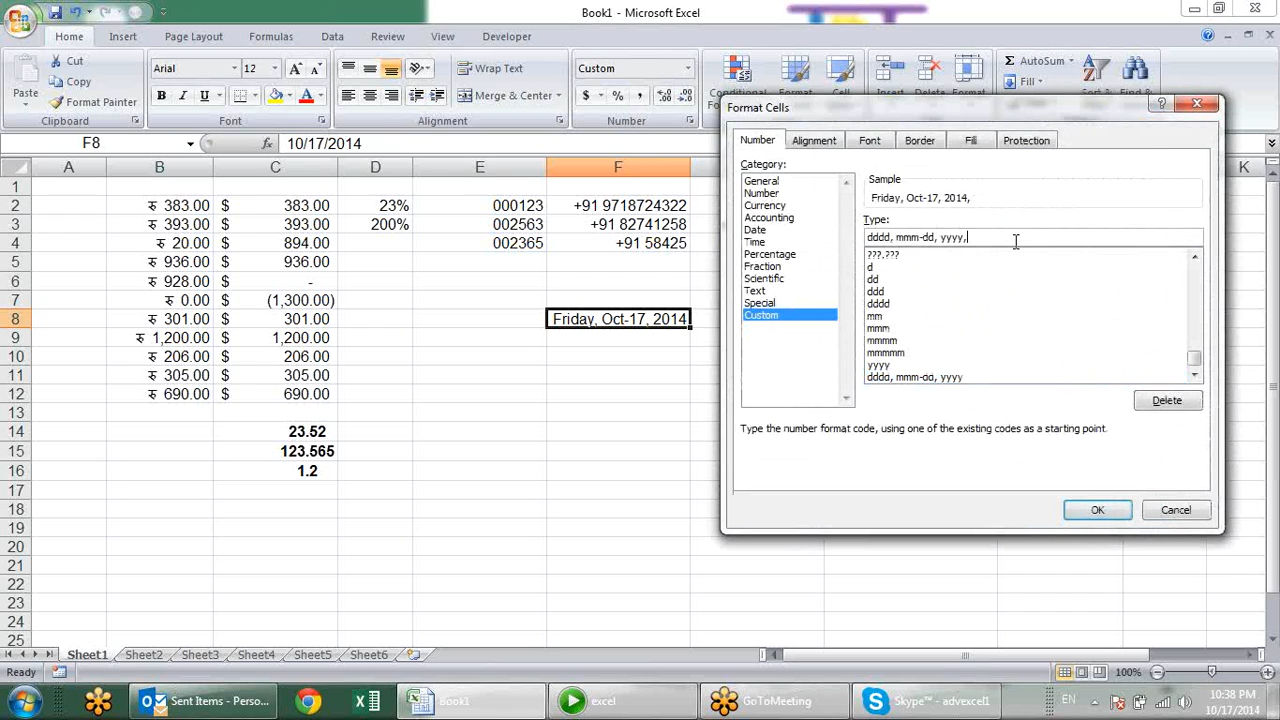 Book1 - Microsoft Excel
Home Insert Page Layout Formulas Data Review View Developer
Paste Cut Copy Format Painter Clipboard
Arial 12 B I U Font
Wrap Text Merge & Center Alignment
Custom $ % , Number
Conditional Format Cell Insert Delete Format
AutoSum Fill Sort & Find &
F8 fx 10/17/2014
A B C D E F K
1
2 रु 383.00 $ 383.00 23% 000123 +91 9718724322
3 रु 393.00 $ 393.00 200% 002563 +91 82741258
4 रु 20.00 $ 894.00 002365 +91 58425
5 रु 936.00 $ 936.00
6 रु 928.00 $ -
7 रु 0.00 $ (1,300.00)
8 रु 301.00 $ 301.00 Friday, Oct-17, 2014
9 रु 1,200.00 $ 1,200.00
10 रु 206.00 $ 206.00
11 रु 305.00 $ 305.00
12 रु 690.00 $ 690.00
13
14 23.52
15 123.565
16 1.2
17
18
19
20
21
22
23
24
25
Format Cells
Number Alignment Font Border Fill Protection
Category:
General
Number
Currency
Accounting
Date
Time
Percentage
Fraction
Scientific
Text
Special
Custom
Sample
Friday, Oct-17, 2014,
Type:
dddd, mmm-dd, yyyy,
???.???
d
dd
ddd
dddd
mm
mmm
mmmm
mmmmm
yyyy
dddd, mmm-dd, yyyy
Delete
Type the number format code, using one of the existing codes as a starting point.
OK Cancel
Sheet1 Sheet2 Sheet3 Sheet4 Sheet5 Sheet6
Ready 100%
Sent Items - Perso... Book1 excel GoToMeeting Skype™ - advexcel1 EN 10:38 PM
10/17/2014